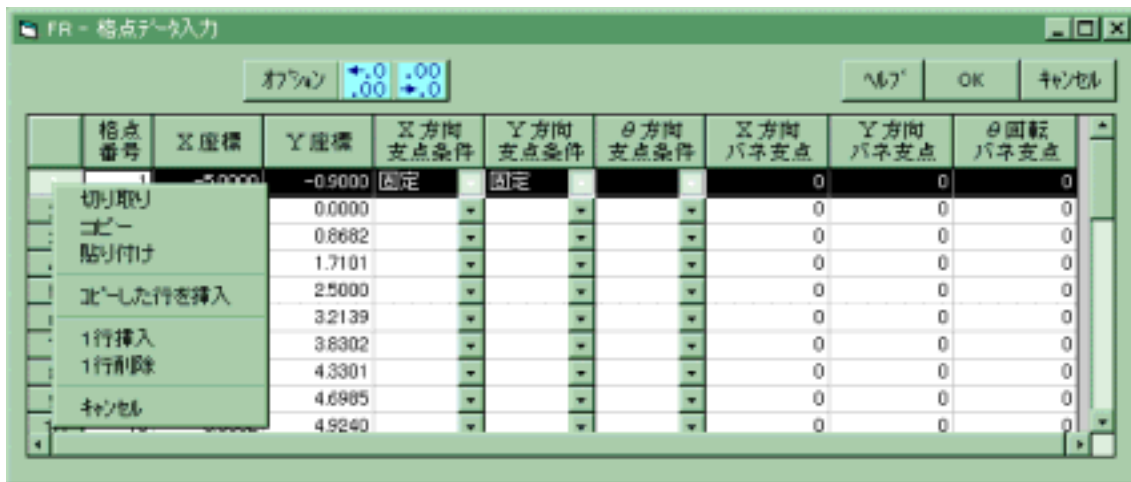 FR - 格点ﾃﾞｰﾀ入力
ｵﾌﾟｼｮﾝ ←.0 .00 .00 →.0 ﾍﾙﾌﾟ OK ｷｬﾝｾﾙ
格点番号 X座標 Y座標 X方向支点条件 Y方向支点条件 θ方向支点条件 X方向バネ支点 Y方向バネ支点 θ回転バネ支点
1 -5.0000 -0.9000 固定 固定 0 0 0
切り取り
0.0000 0 0 0
ｺﾋﾟｰ
0.8682 0 0 0
貼り付け
1.7101 0 0 0
ｺﾋﾟｰした行を挿入
2.5000 0 0 0
3.2139 0 0 0
1行挿入
3.8302 0 0 0
1行削除
4.3301 0 0 0
4.6985 0 0 0
ｷｬﾝｾﾙ
4.9240 0 0 0